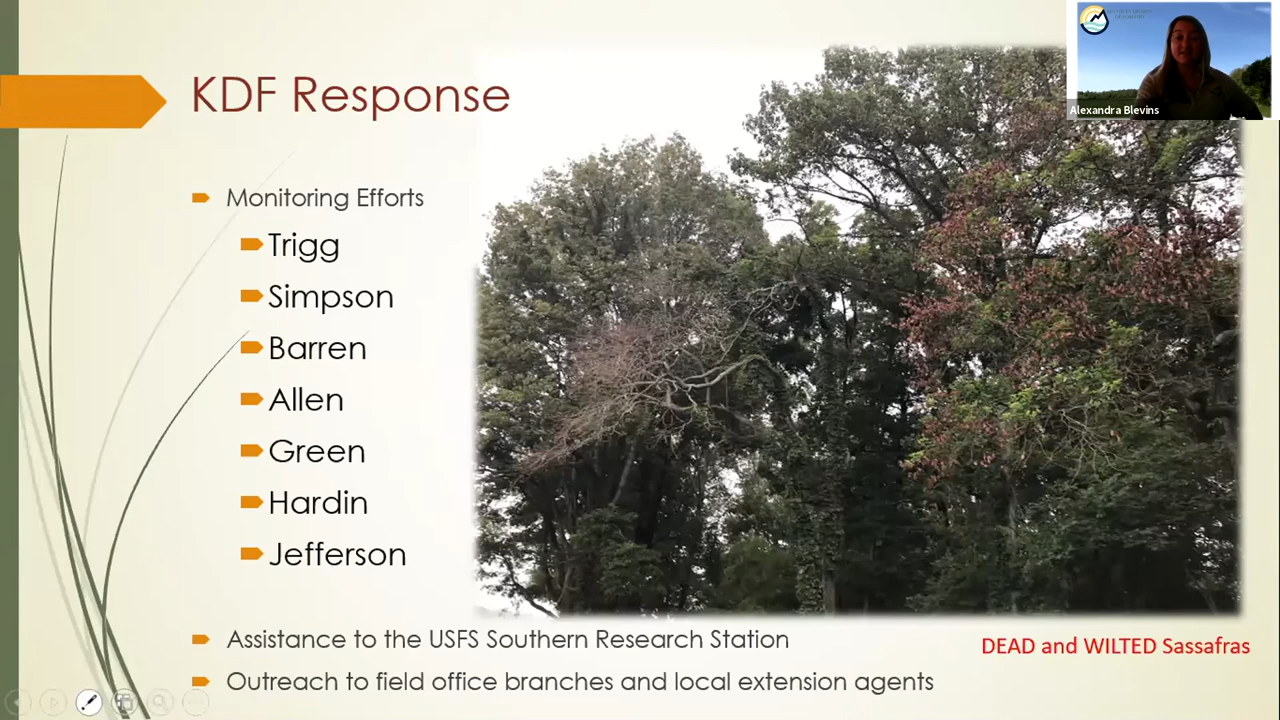 KDF Response
Monitoring Efforts
Trigg
Simpson
Barren
Allen
Green
Hardin
Jefferson
Assistance to the USFS Southern Research Station
Outreach to field office branches and local extension agents
DEAD and WILTED Sassafras
Alexandra Blevins